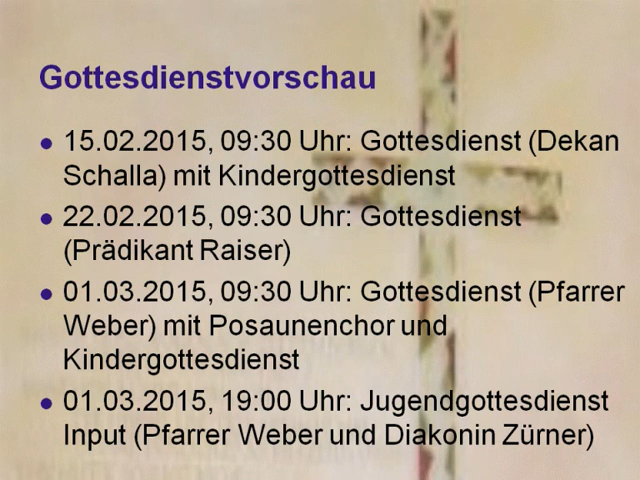 Gottesdienstvorschau
● 15.02.2015, 09:30 Uhr: Gottesdienst (Dekan
Schalla) mit Kindergottesdienst
● 22.02.2015, 09:30 Uhr: Gottesdienst
(Prädikant Raiser)
● 01.03.2015, 09:30 Uhr: Gottesdienst (Pfarrer
Weber) mit Posaunenchor und
Kindergottesdienst
● 01.03.2015, 19:00 Uhr: Jugendgottesdienst
Input (Pfarrer Weber und Diakonin Zürner)